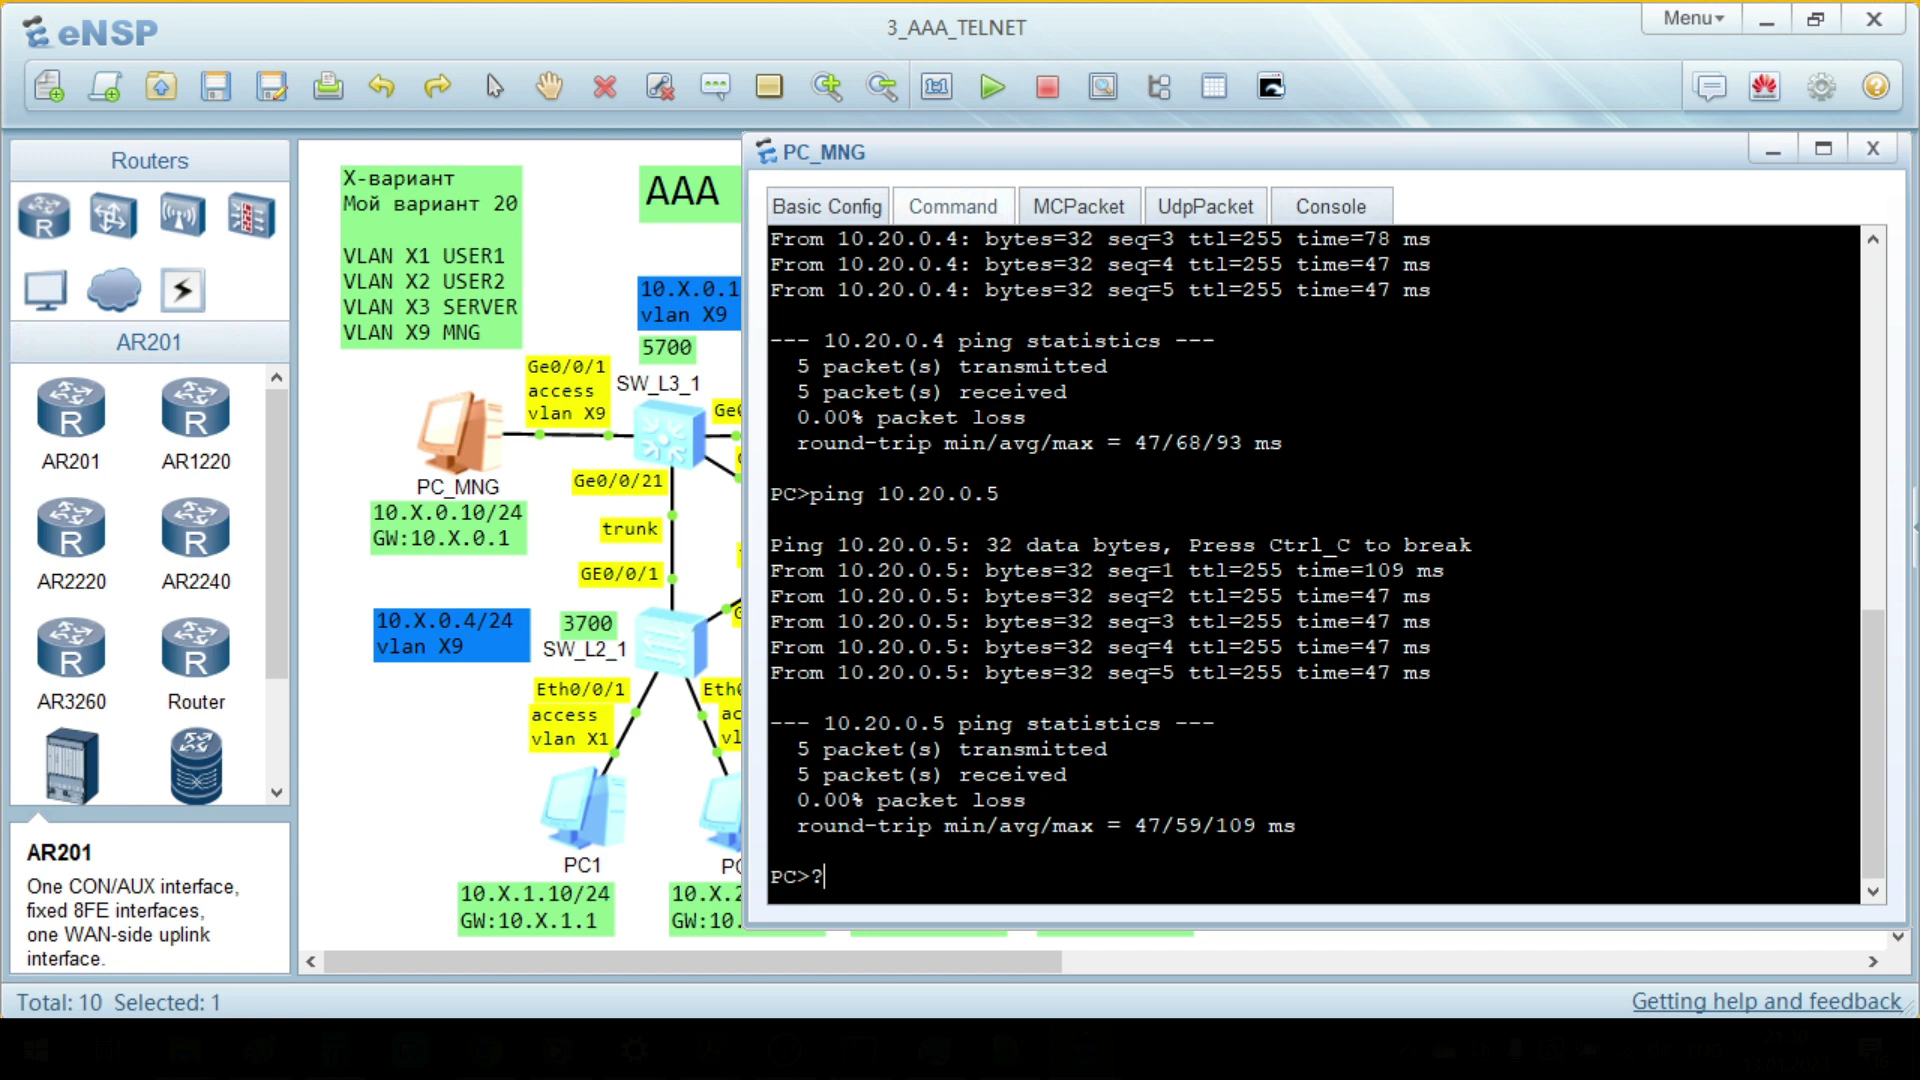 eNSP
3_AAA_TELNET
Menu
Routers
AR201
AR201
AR1220
AR2220
AR2240
AR3260
Router
AR201
One CON/AUX interface,
fixed 8FE interfaces,
one WAN-side uplink
interface.
X-вариант
Мой вариант 20
VLAN X1 USER1
VLAN X2 USER2
VLAN X3 SERVER
VLAN X9 MNG
AAA
10.X.0.1
vlan X9
5700
SW_L3_1
Ge0/0/1
access
vlan X9
PC_MNG
10.X.0.10/24
GW:10.X.0.1
Ge0/0/21
trunk
GE0/0/1
10.X.0.4/24
vlan X9
3700
SW_L2_1
Eth0/0/1
access
vlan X1
PC1
10.X.1.10/24
GW:10.X.1.1
PC_MNG
Basic Config
Command
MCPacket
UdpPacket
Console
From 10.20.0.4: bytes=32 seq=3 ttl=255 time=78 ms
From 10.20.0.4: bytes=32 seq=4 ttl=255 time=47 ms
From 10.20.0.4: bytes=32 seq=5 ttl=255 time=47 ms
--- 10.20.0.4 ping statistics ---
5 packet(s) transmitted
5 packet(s) received
0.00% packet loss
round-trip min/avg/max = 47/68/93 ms
PC>ping 10.20.0.5
Ping 10.20.0.5: 32 data bytes, Press Ctrl_C to break
From 10.20.0.5: bytes=32 seq=1 ttl=255 time=109 ms
From 10.20.0.5: bytes=32 seq=2 ttl=255 time=47 ms
From 10.20.0.5: bytes=32 seq=3 ttl=255 time=47 ms
From 10.20.0.5: bytes=32 seq=4 ttl=255 time=47 ms
From 10.20.0.5: bytes=32 seq=5 ttl=255 time=47 ms
--- 10.20.0.5 ping statistics ---
5 packet(s) transmitted
5 packet(s) received
0.00% packet loss
round-trip min/avg/max = 47/59/109 ms
PC>?
Total: 10 Selected: 1
Getting help and feedback